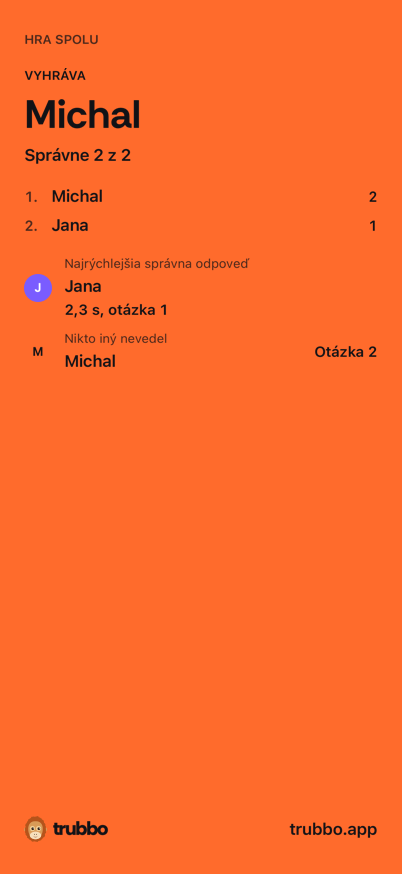 HRA SPOLU
VYHRÁVA
Michal
Správne 2 z 2
1. Michal 2
2. Jana 1
Najrýchlejšia správna odpoveď
J
Jana
2,3 s, otázka 1
Nikto iný nevedel
M
Michal
Otázka 2
trubbo
trubbo.app